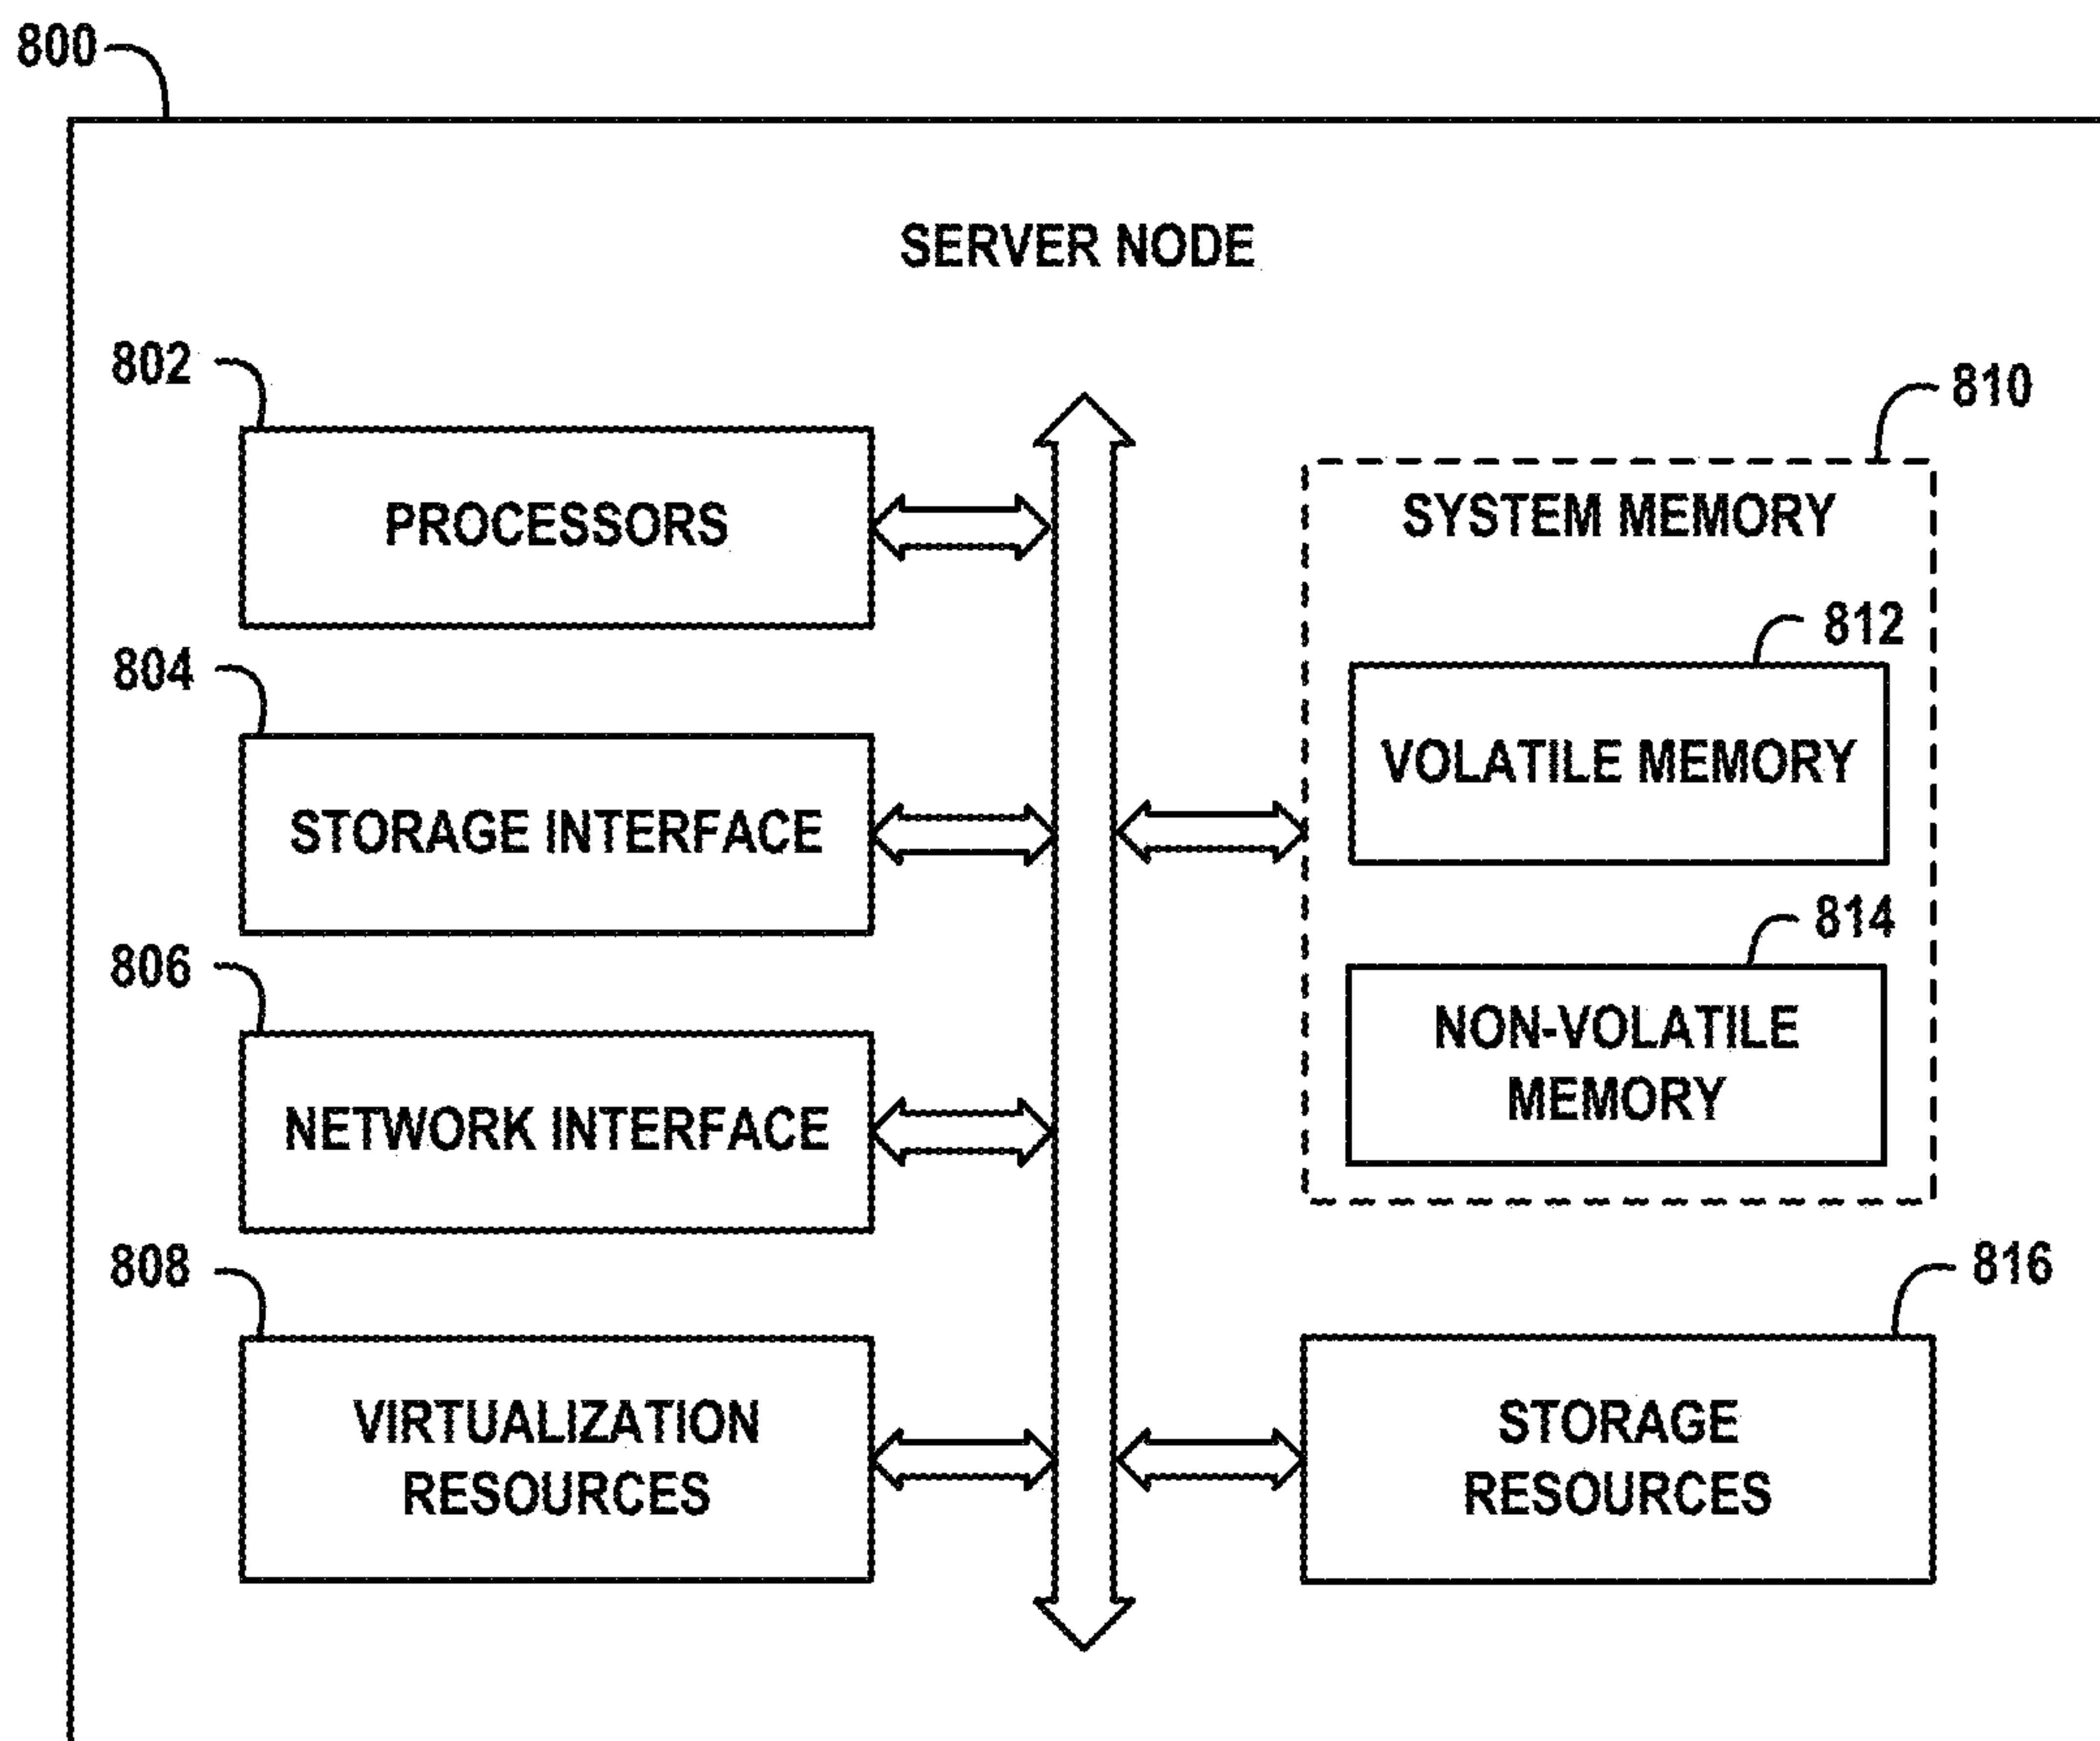 800
SERVER NODE
802
PROCESSORS
804
STORAGE INTERFACE
806
NETWORK INTERFACE
808
VIRTUALIZATION
RESOURCES
810
SYSTEM MEMORY
812
VOLATILE MEMORY
814
NON-VOLATILE
MEMORY
816
STORAGE
RESOURCES